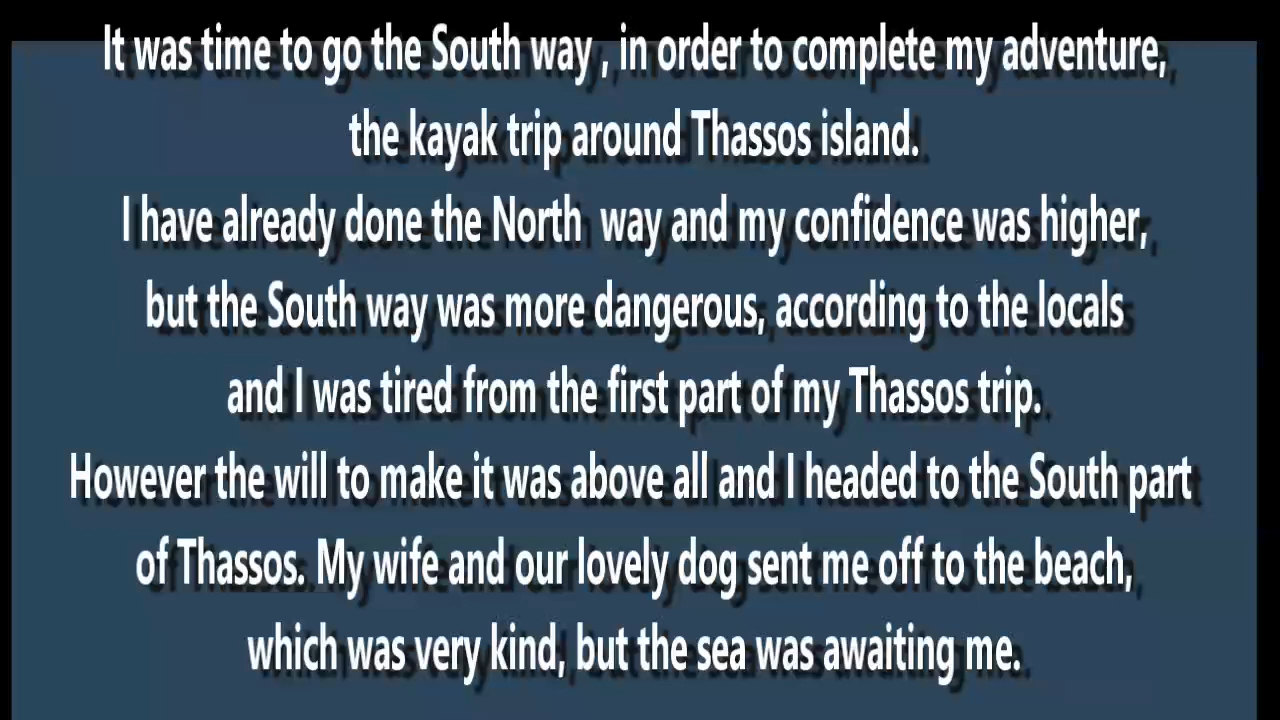 It was time to go the South way , in order to complete my adventure,
the kayak trip around Thassos island.
I have already done the North  way and my confidence was higher,
but the South way was more dangerous, according to the locals
and I was tired from the first part of my Thassos trip.
However the will to make it was above all and I headed to the South part
of Thassos. My wife and our lovely dog sent me off to the beach,
which was very kind, but the sea was awaiting me.